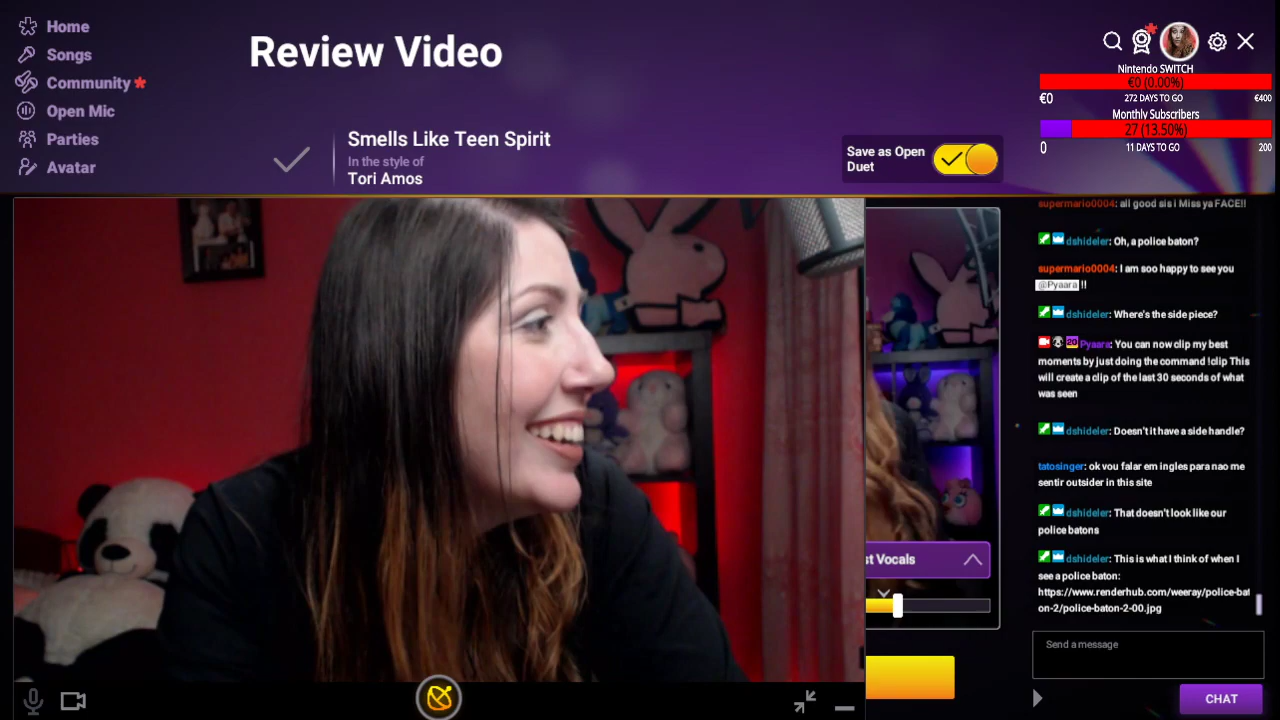 Home
Songs
Community
Open Mic
Parties
Avatar
Review Video
Smells Like Teen Spirit
In the style of
Tori Amos
Save as Open
Duet
Nintendo SWITCH
€0 (0.00%)
€0 272 DAYS TO GO €400
Monthly Subscribers
27 (13.50%)
0 11 DAYS TO GO 200
supermario0004: all good sis i Miss ya FACE!!
dshideler: Oh, a police baton?
supermario0004: I am soo happy to see you
@Pyaara !!
dshideler: Where's the side piece?
20 Pyaara: You can now clip my best
moments by just doing the command !clip This
will create a clip of the last 30 seconds of what
was seen
dshideler: Doesn't it have a side handle?
tatosinger: ok vou falar em ingles para nao me
sentir outsider in this site
dshideler: That doesn't look like our
police batons
dshideler: This is what I think of when I
see a police baton:
https://www.renderhub.com/weeray/police-bat
on-2/police-baton-2-00.jpg
st Vocals
Send a message
CHAT